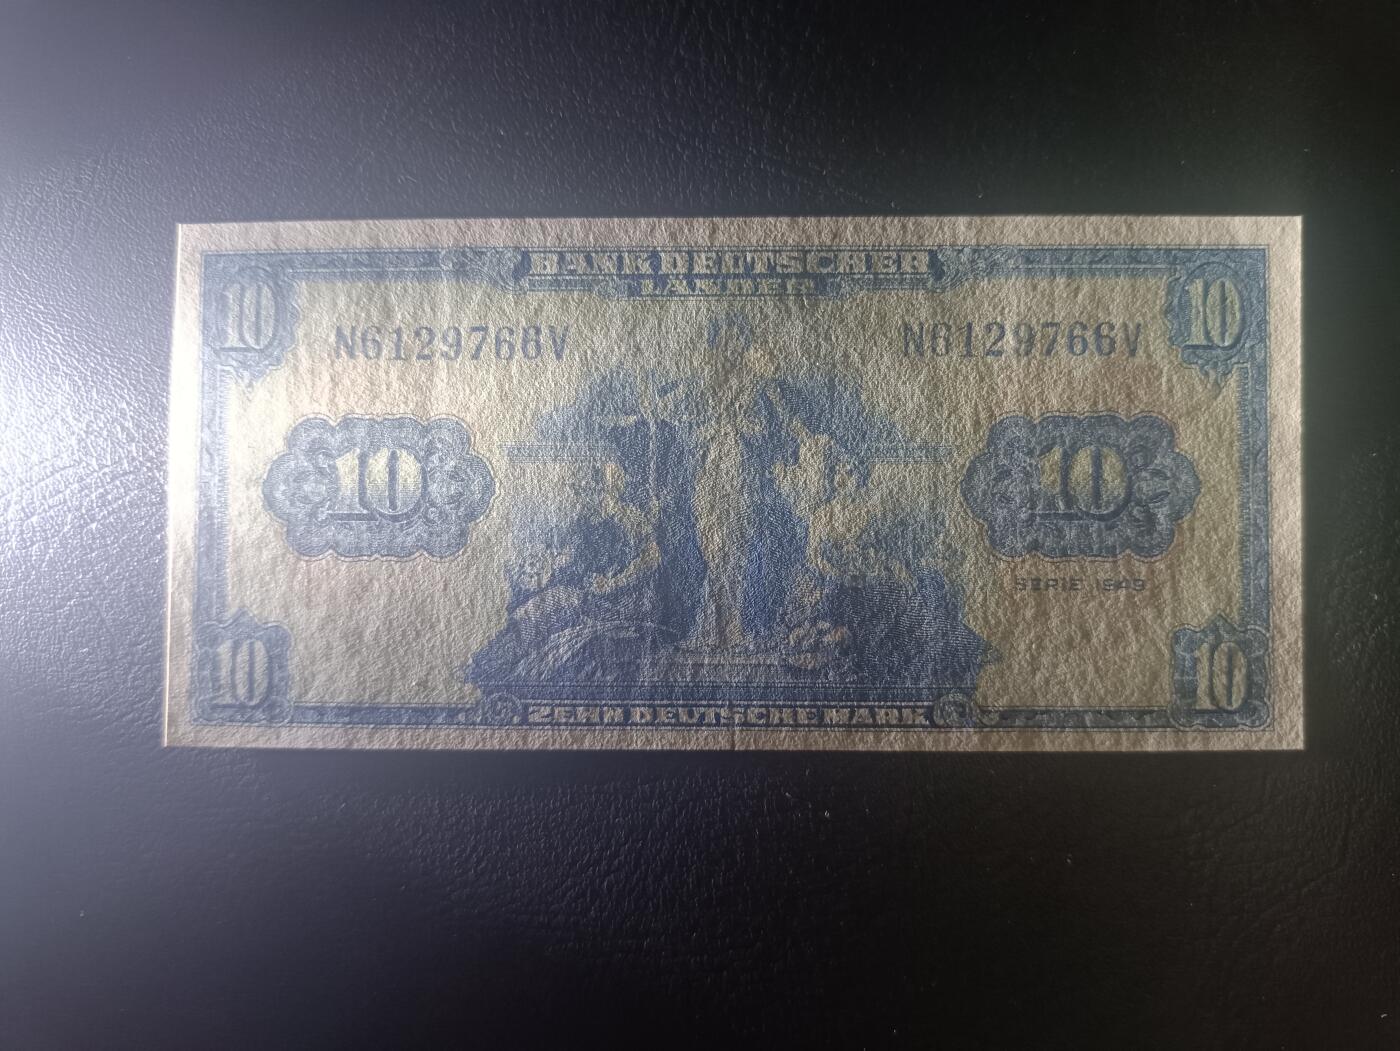 BANK DEUTSCHER
LÄNDER
10 10
N6129766V N6129766V
10 10
SERIE 1949
10 10
ZEHN DEUTSCHE MARK